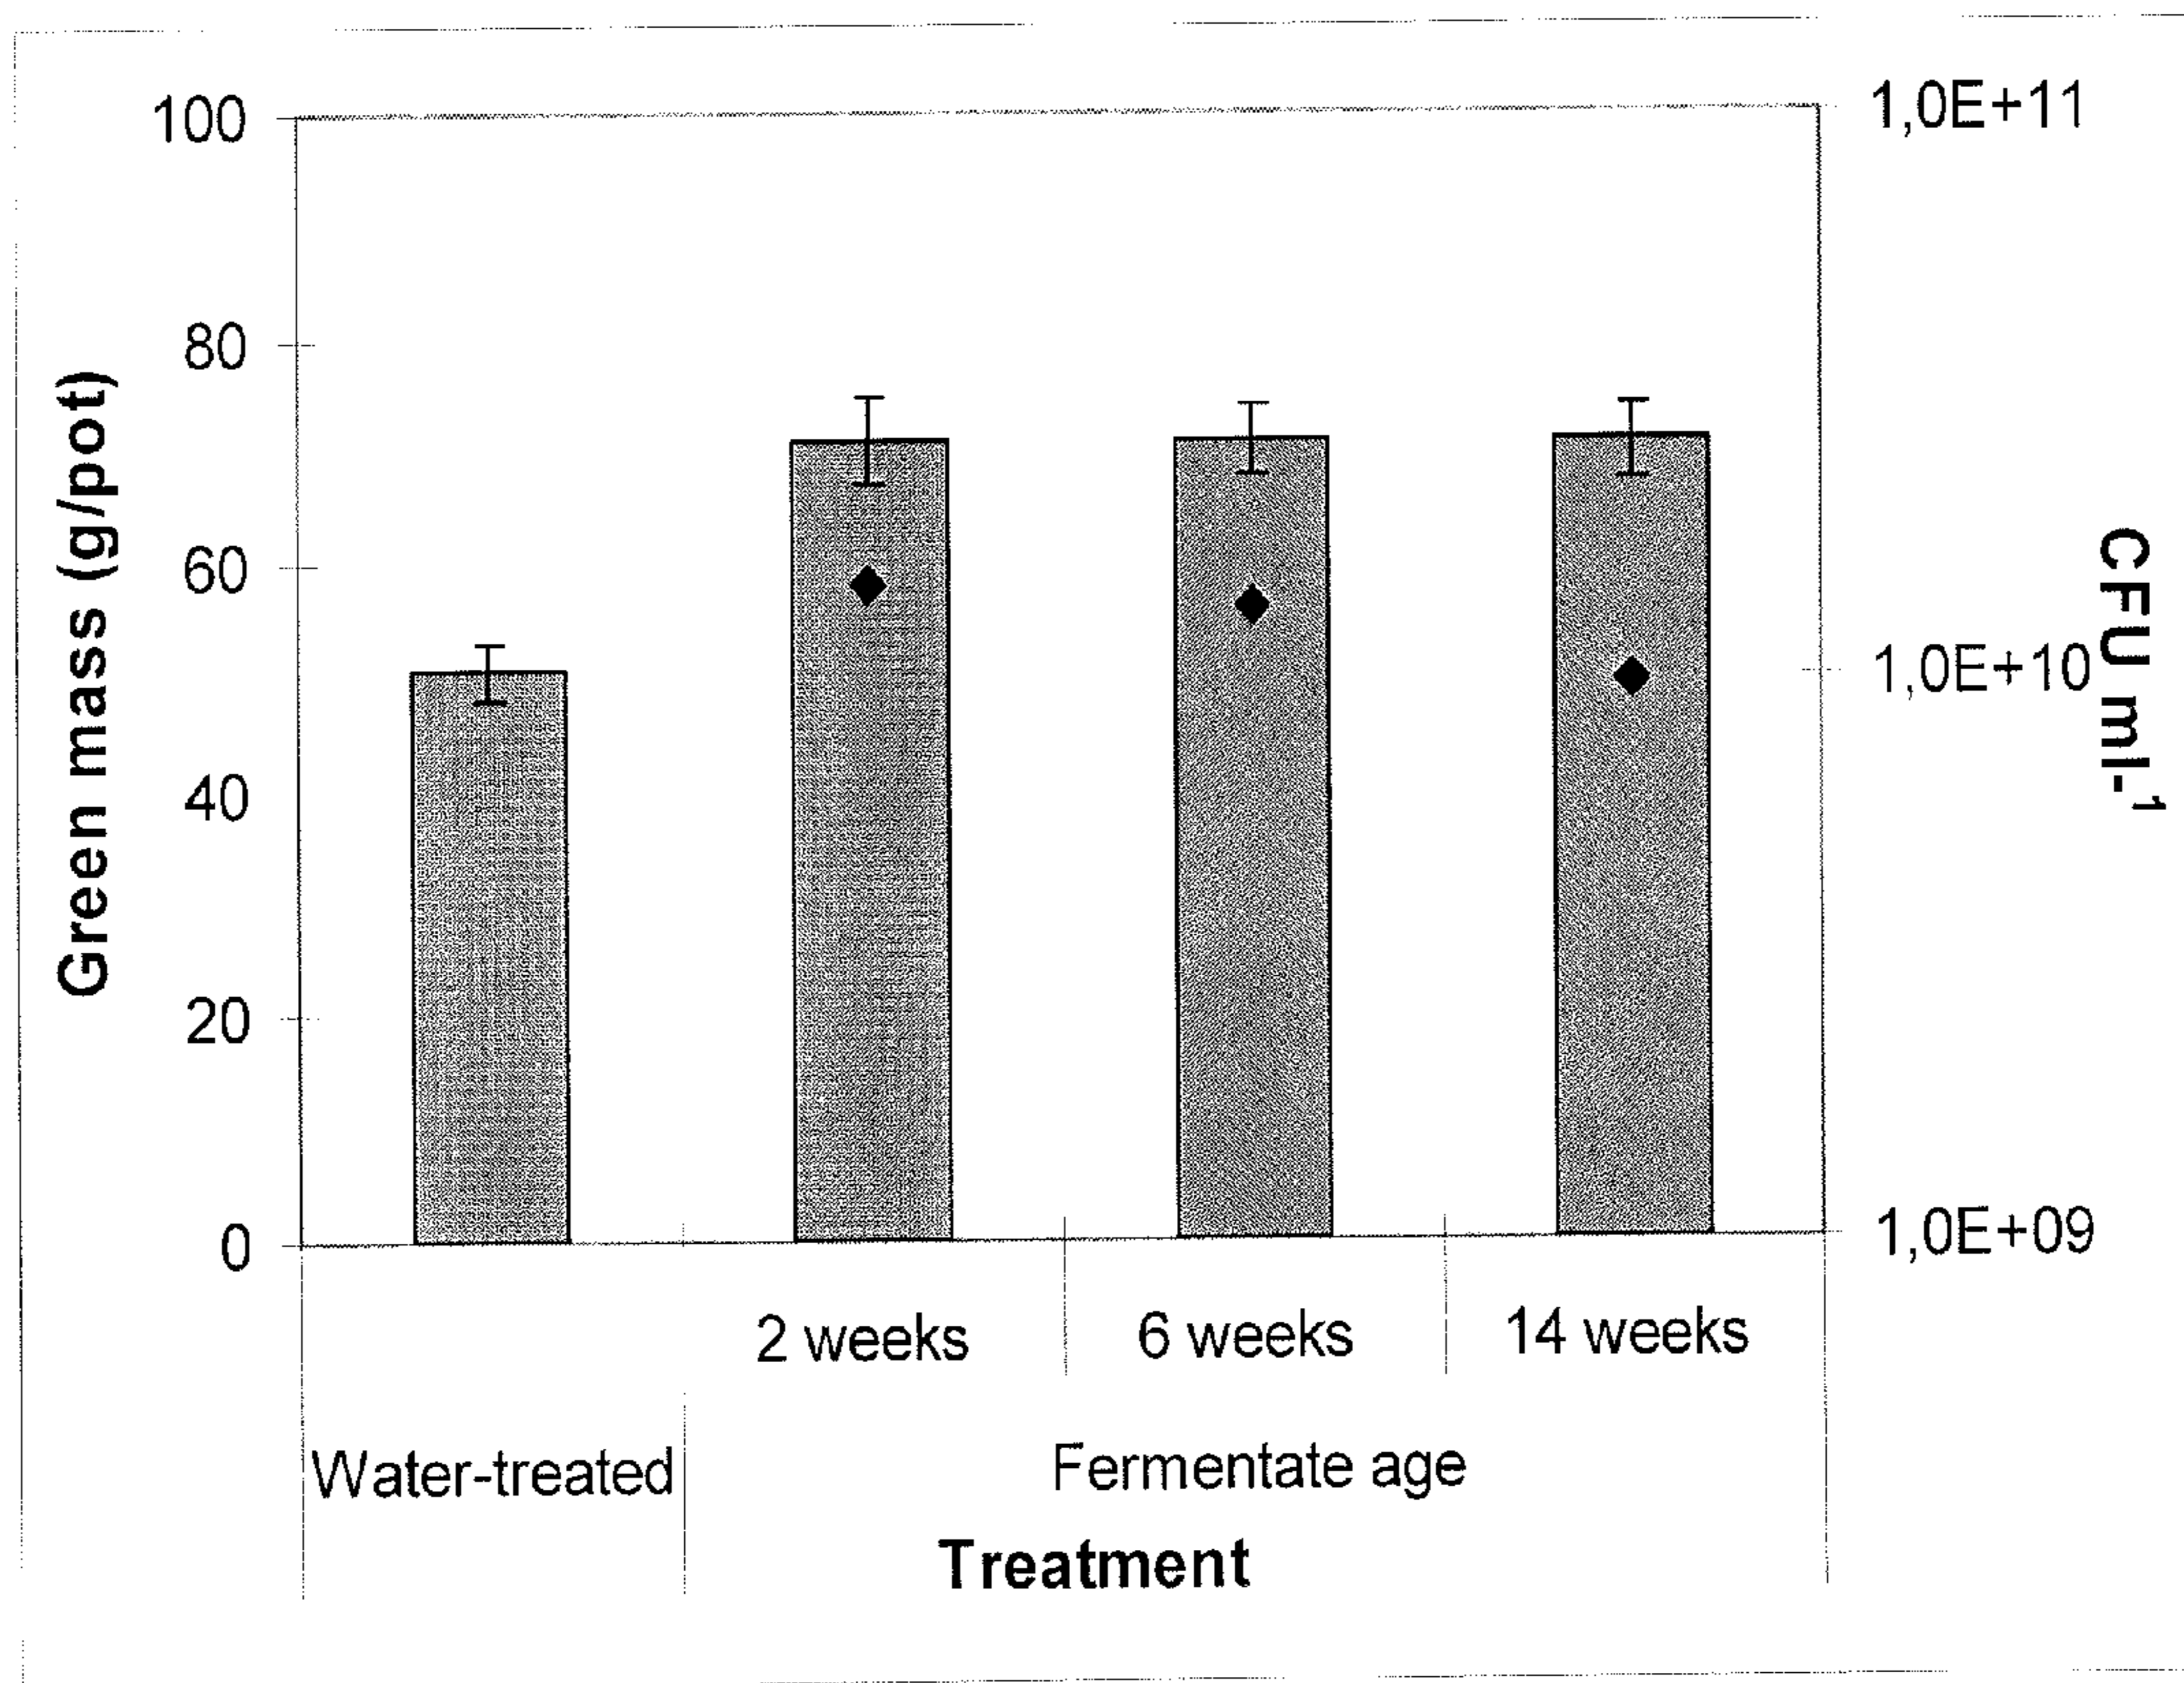 100
80
60
40
20
0
Green mass (g/pot)
1,0E+11
1,0E+10
1,0E+09
CFU ml-¹
2 weeks
6 weeks
14 weeks
Water-treated
Fermentate age
Treatment